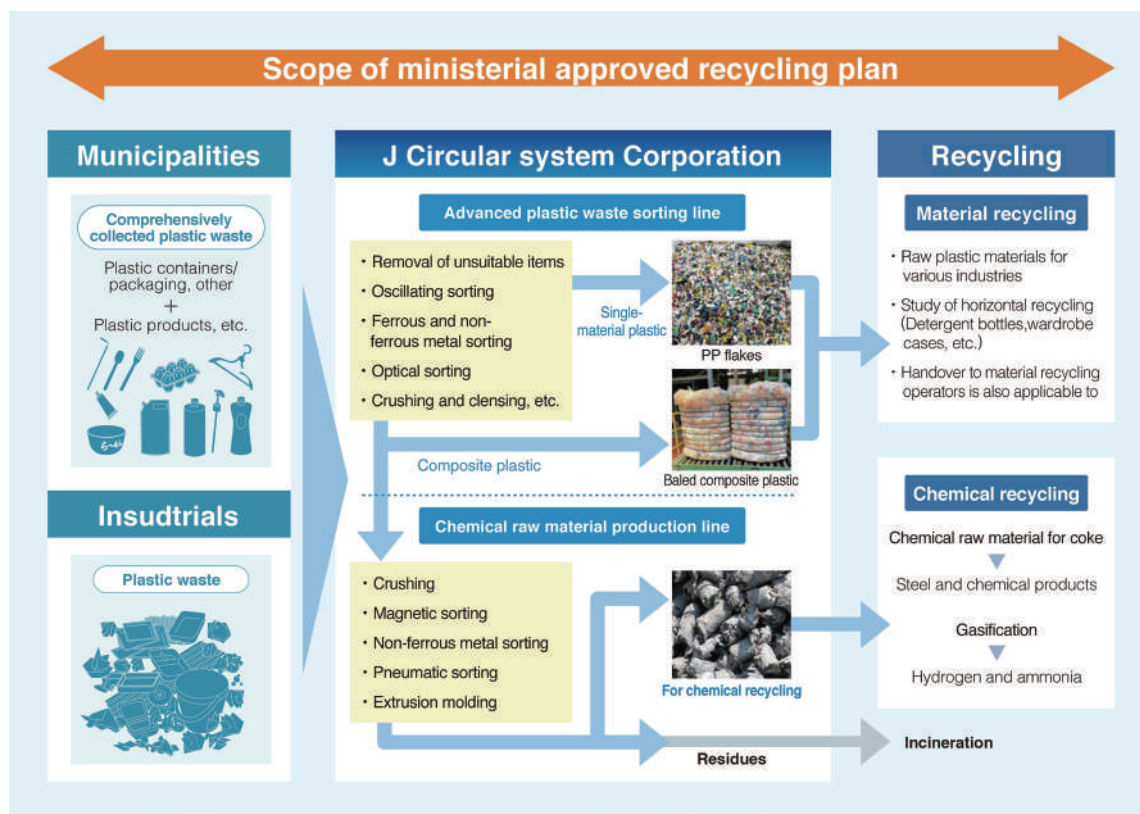 Scope of ministerial approved recycling plan
Municipalities
Comprehensively
collected plastic waste
Plastic containers/
packaging, other
+
Plastic products, etc.
Insudtrials
Plastic waste
J Circular system Corporation
Advanced plastic waste sorting line
・Removal of unsuitable items
・Oscillating sorting
・Ferrous and non-
ferrous metal sorting
・Optical sorting
・Crushing and clensing, etc.
Single-
material plastic
PP flakes
Composite plastic
Baled composite plastic
Chemical raw material production line
・Crushing
・Magnetic sorting
・Non-ferrous metal sorting
・Pneumatic sorting
・Extrusion molding
For chemical recycling
Residues
Recycling
Material recycling
・Raw plastic materials for
various industries
・Study of horizontal recycling
(Detergent bottles,wardrobe
cases, etc.)
・Handover to material recycling
operators is also applicable to
Chemical recycling
Chemical raw material for coke
Steel and chemical products
Gasification
Hydrogen and ammonia
Incineration